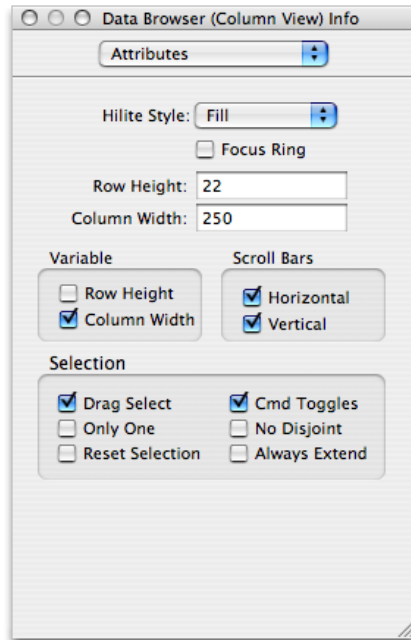 Data Browser (Column View) Info
Attributes
Hilite Style: Fill
Focus Ring
Row Height: 22
Column Width: 250
Variable
Scroll Bars
Row Height
Column Width
Horizontal
Vertical
Selection
Drag Select
Cmd Toggles
Only One
No Disjoint
Reset Selection
Always Extend